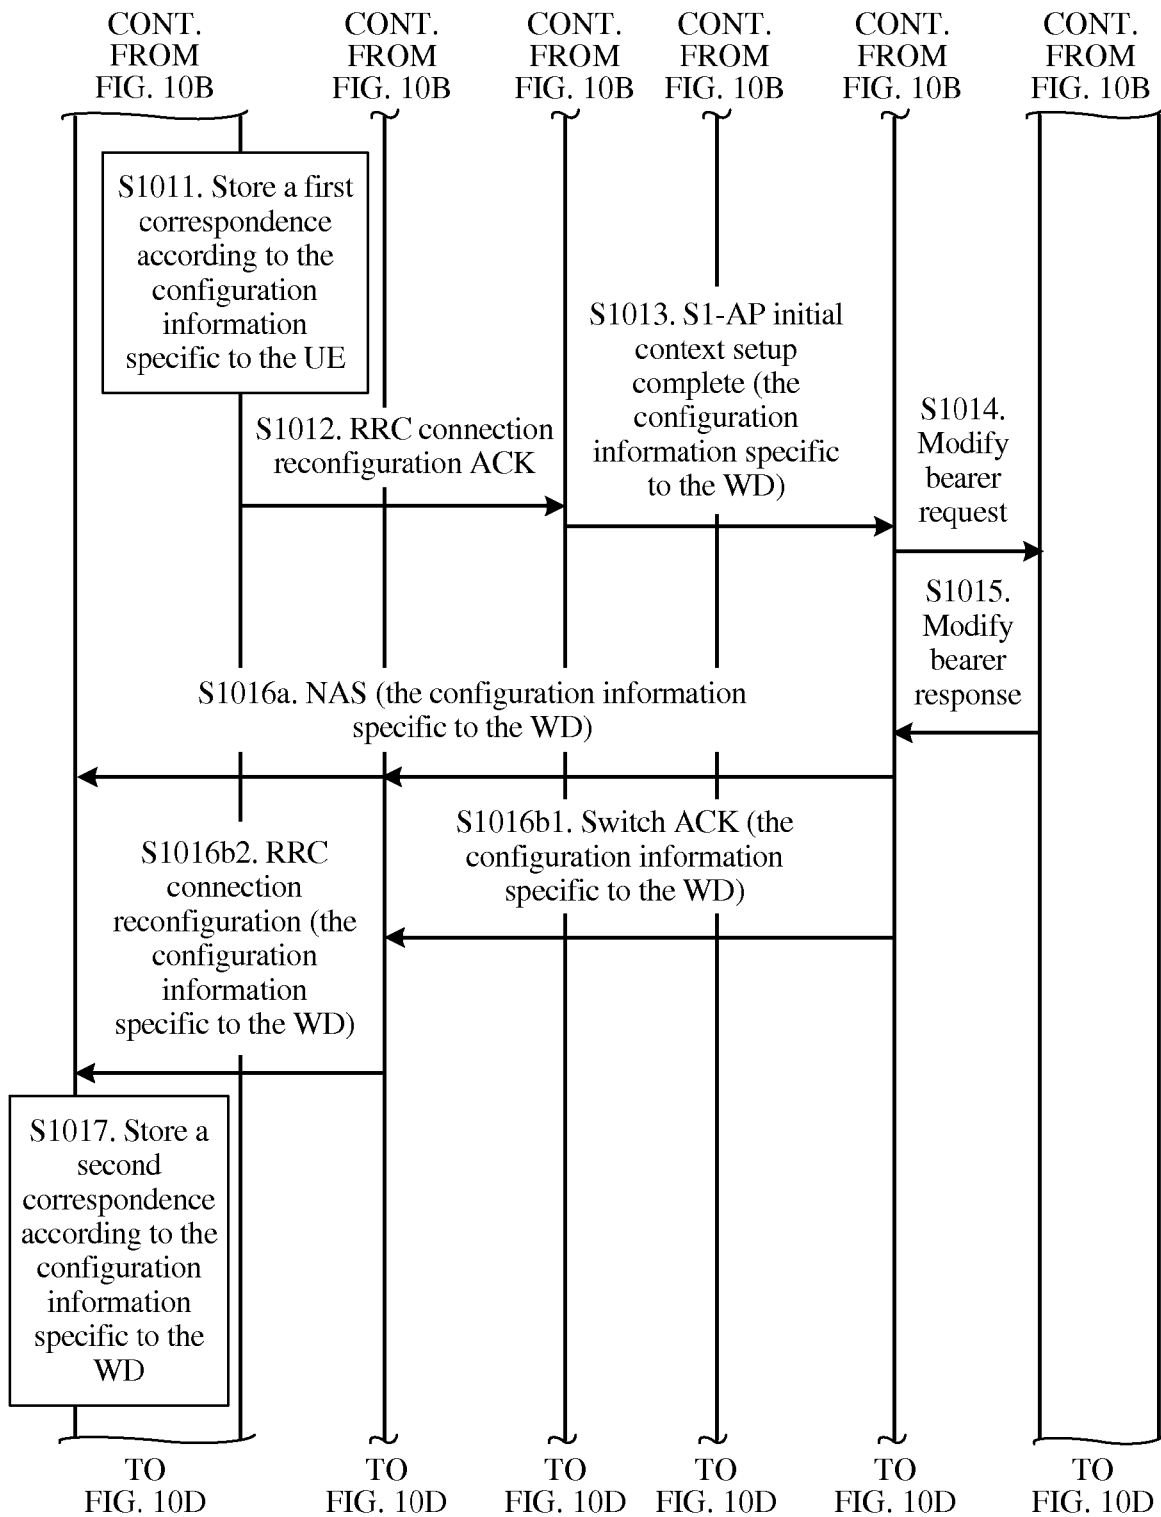 CONT.
FROM
FIG. 10B
CONT.
FROM
FIG. 10B
CONT.
FROM
FIG. 10B
CONT.
FROM
FIG. 10B
CONT.
FROM
FIG. 10B
CONT.
FROM
FIG. 10B
S1011. Store a first
correspondence
according to the
configuration
information
specific to the UE
S1012. RRC connection
reconfiguration ACK
S1013. S1-AP initial
context setup
complete (the
configuration
information specific
to the WD)
S1014.
Modify
bearer
request
S1015.
Modify
bearer
response
S1016a. NAS (the configuration information
specific to the WD)
S1016b1. Switch ACK (the
configuration information
specific to the WD)
S1016b2. RRC
connection
reconfiguration (the
configuration
information
specific to the WD)
S1017. Store a
second
correspondence
according to the
configuration
information
specific to the
WD
TO
FIG. 10D
TO
FIG. 10D
TO
FIG. 10D
TO
FIG. 10D
TO
FIG. 10D
TO
FIG. 10D